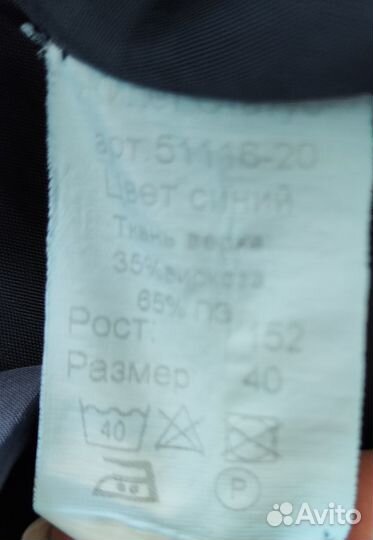 арт.51116-20
Цвет синий
Ткань верха
35%вискоза
65% ПЭ
Рост: 152
Размер 40
40
P
Avito